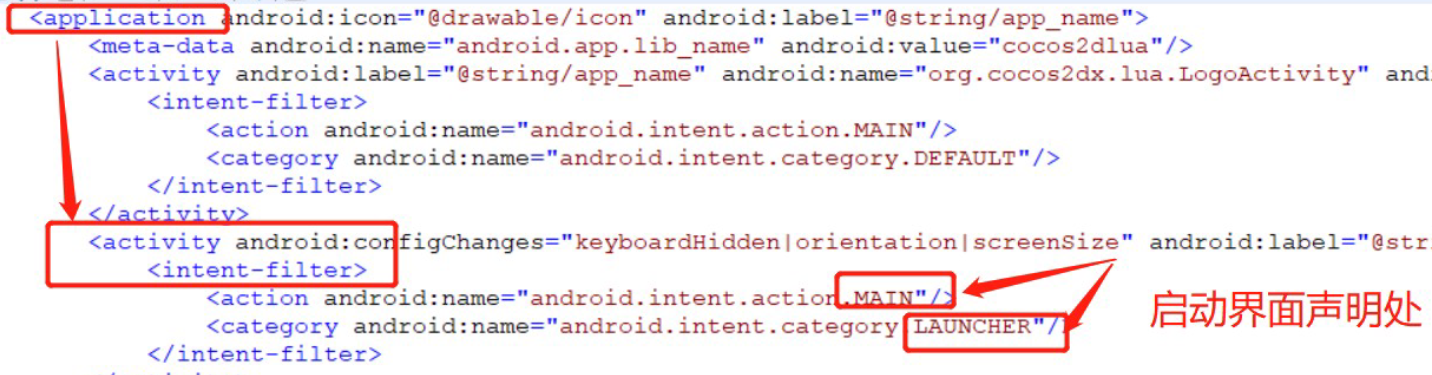 <application android:icon="@drawable/icon" android:label="@string/app_name">
<meta-data android:name="android.app.lib_name" android:value="cocos2dlua"/>
<activity android:label="@string/app_name" android:name="org.cocos2dx.lua.LogoActivity" and
<intent-filter>
<action android:name="android.intent.action.MAIN"/>
<category android:name="android.intent.category.DEFAULT"/>
</intent-filter>
</activity>
<activity android:configChanges="keyboardHidden|orientation|screenSize" android:label="@stri
<intent-filter>
<action android:name="android.intent.action.MAIN"/>
<category android:name="android.intent.category.LAUNCHER"/
启动界面声明处
</intent-filter>